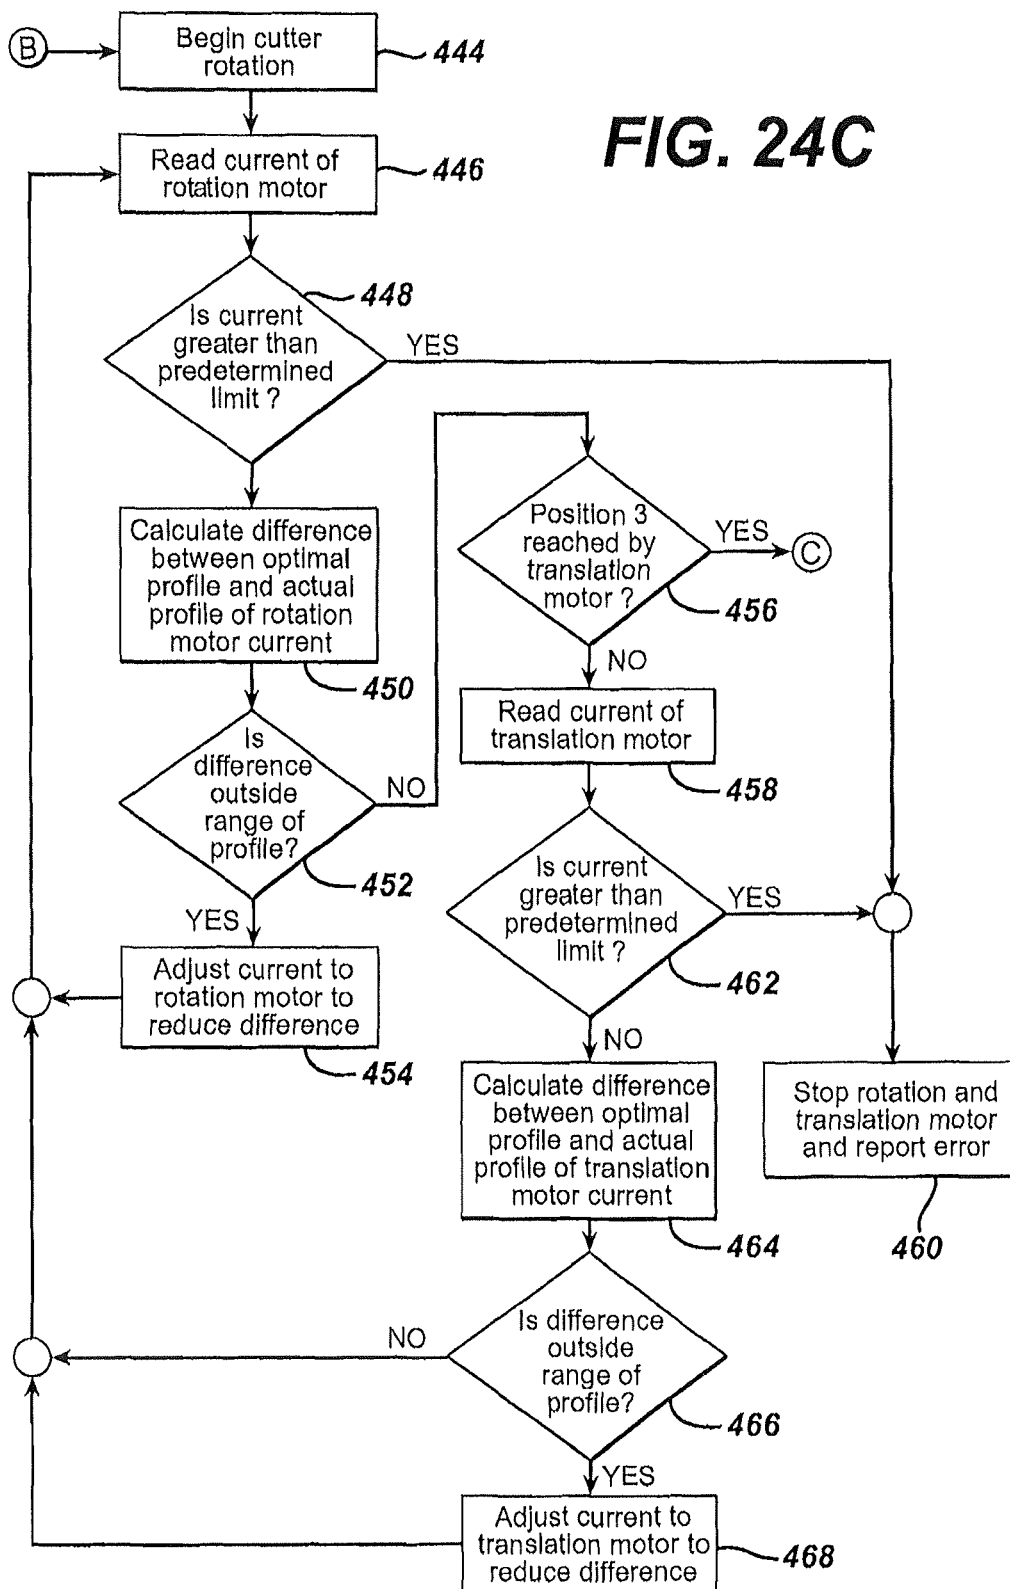 B
Begin cutter
rotation
444
FIG. 24C
Read current of
rotation motor
446
448
Is current
greater than
predetermined
limit ?
YES
Calculate difference
between optimal
profile and actual
profile of rotation
motor current
450
Is
difference
outside
range of
profile?
NO
452
YES
Adjust current to
rotation motor to
reduce difference
454
Position 3
reached by
translation
motor ?
YES
C
456
NO
Read current of
translation motor
458
Is current
greater than
predetermined
limit ?
YES
462
NO
Calculate difference
between optimal
profile and actual
profile of translation
motor current
464
Stop rotation and
translation motor
and report error
460
Is difference
outside
range of
profile?
NO
466
YES
Adjust current to
translation motor to
reduce difference
468